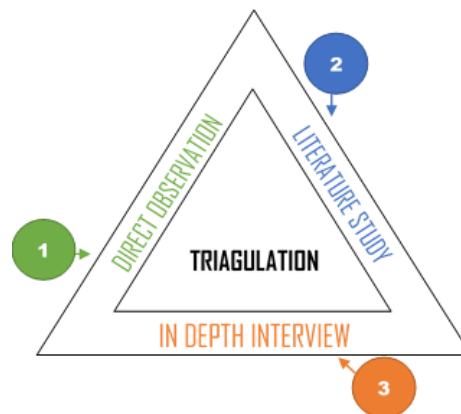 2
DIRECT OBSERVATION
LITERATURE STUDY
1
TRIAGULATION
IN DEPTH INTERVIEW
3